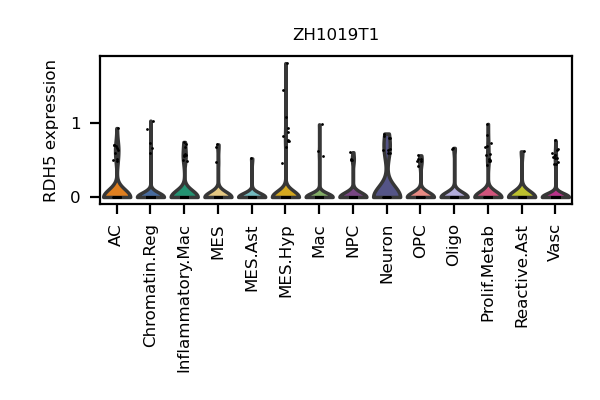 ZH1019T1
RDH5 expression
1
0
AC
Chromatin.Reg
Inflammatory.Mac
MES
MES.Ast
MES.Hyp
Mac
NPC
Neuron
OPC
Oligo
Prolif.Metab
Reactive.Ast
Vasc